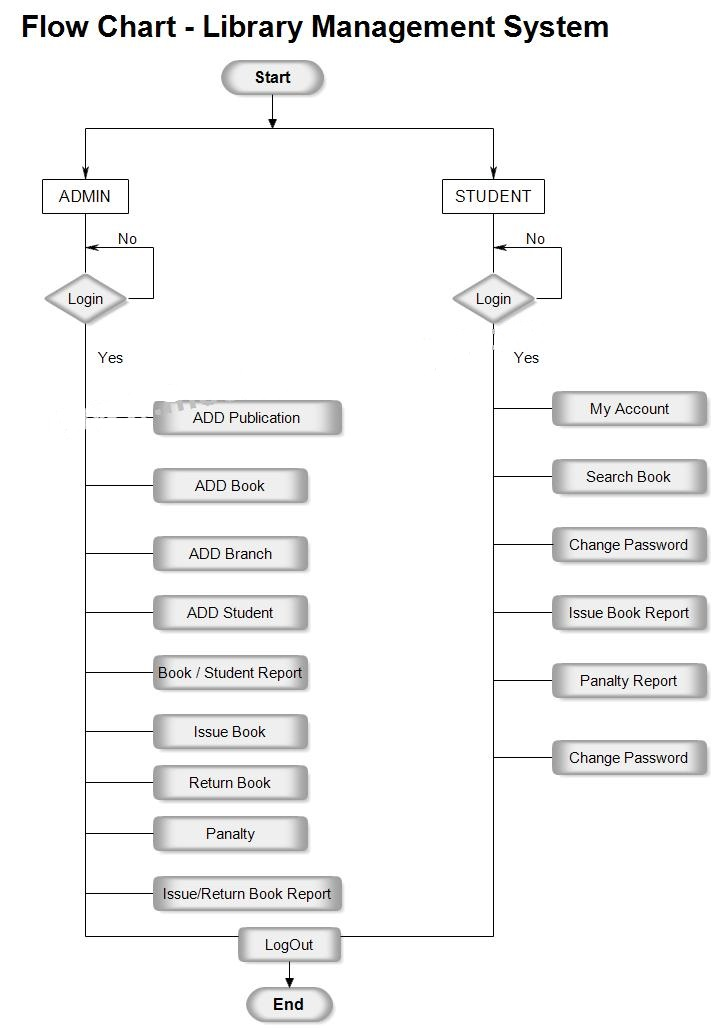 Flow Chart - Library Management System
Start
ADMIN
STUDENT
No
No
Login
Login
Yes
Yes
ADD Publication
ADD Book
ADD Branch
ADD Student
Book / Student Report
Issue Book
Return Book
Panalty
Issue/Return Book Report
My Account
Search Book
Change Password
Issue Book Report
Panalty Report
Change Password
LogOut
End